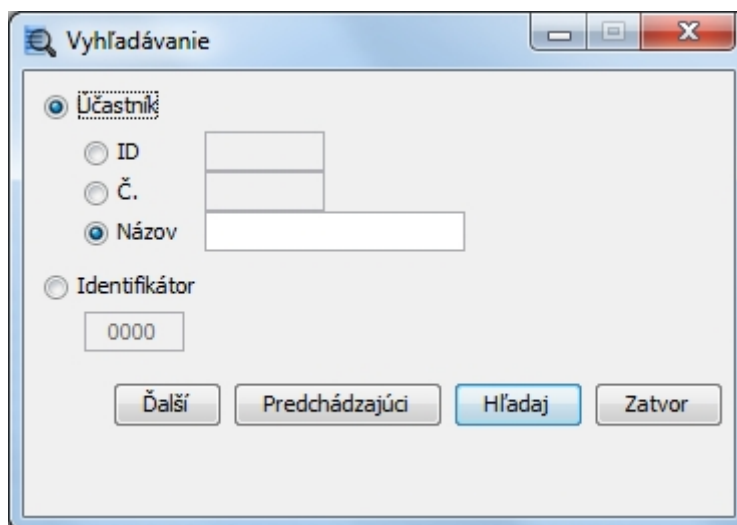 Vyhľadávanie
Účastník
ID
Č.
Názov
Identifikátor
0000
Ďalší Predchádzajúci Hľadaj Zatvor